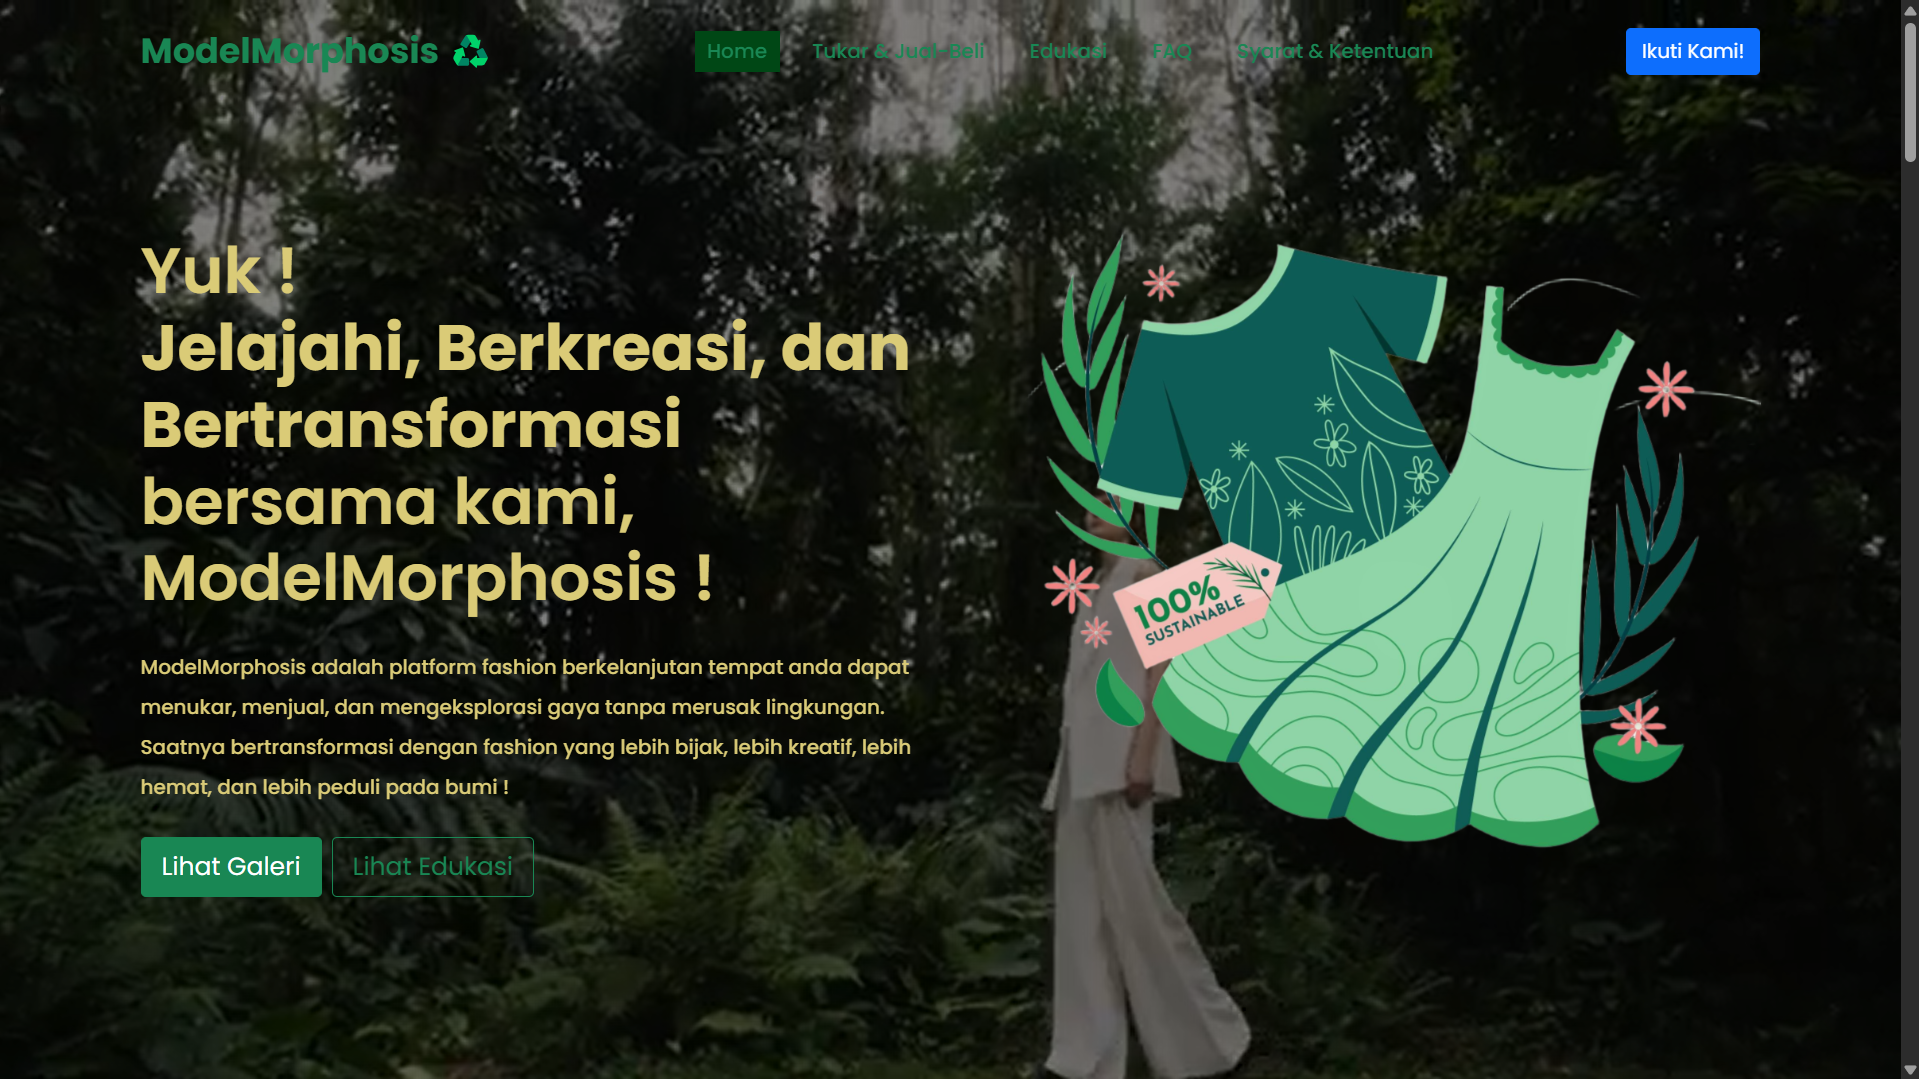 ModelMorphosis
Home
Tukar & Jual-Beli
Edukasi
FAQ
Syarat & Ketentuan
Ikuti Kami!
Yuk !
Jelajahi, Berkreasi, dan
Bertransformasi
bersama kami,
ModelMorphosis !
ModelMorphosis adalah platform fashion berkelanjutan tempat anda dapat
menukar, menjual, dan mengeksplorasi gaya tanpa merusak lingkungan.
Saatnya bertransformasi dengan fashion yang lebih bijak, lebih kreatif, lebih
hemat, dan lebih peduli pada bumi !
Lihat Galeri
Lihat Edukasi
100%
SUSTAINABLE